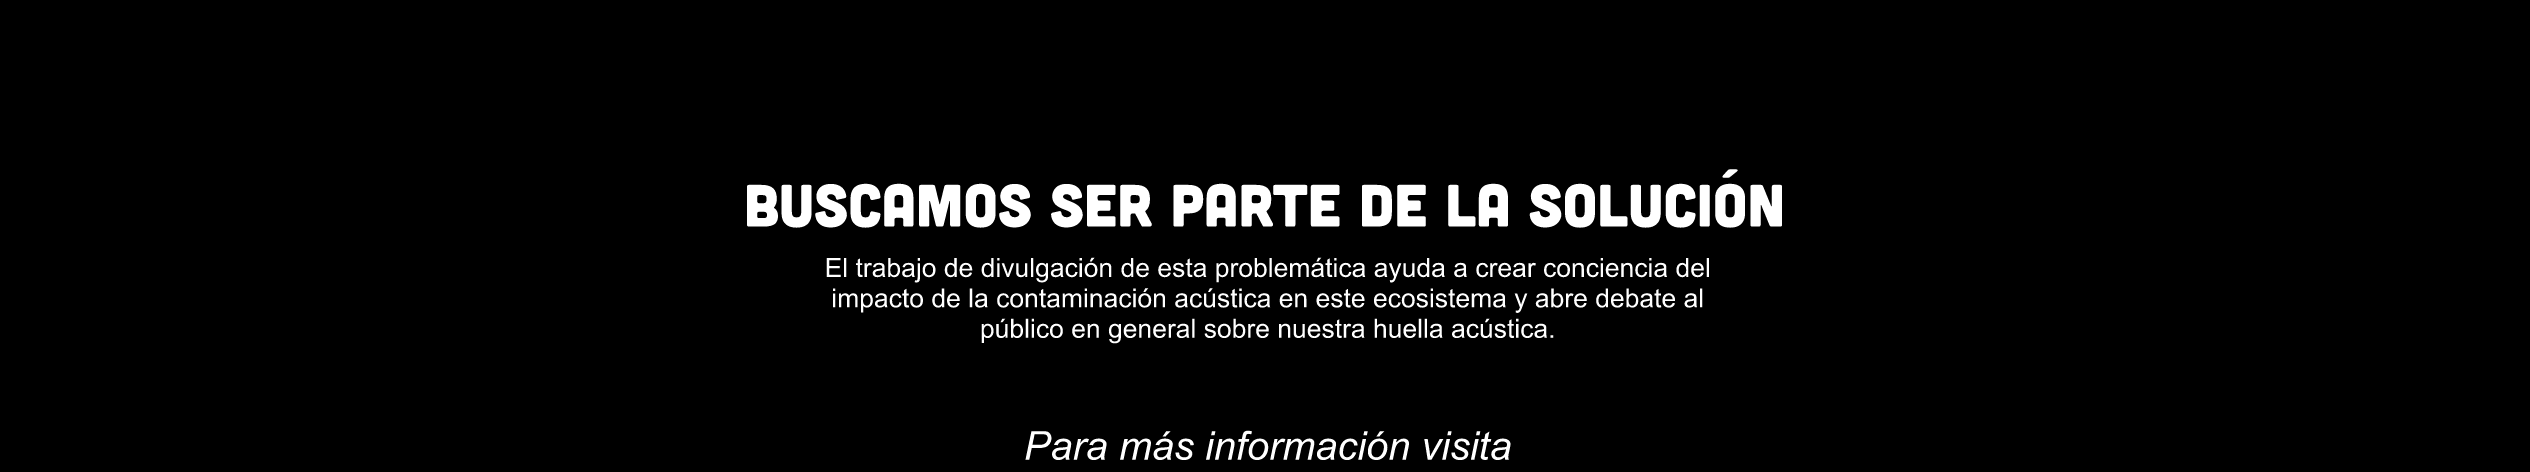 BUSCAMOS SER PARTE DE LA SOLUCIÓN
El trabajo de divulgación de esta problemática ayuda a crear conciencia del
impacto de la contaminación acústica en este ecosistema y abre debate al
público en general sobre nuestra huella acústica.
Para más información visita